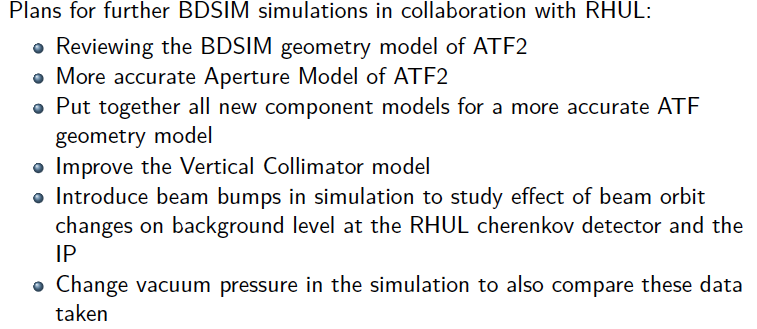 Plans for further BDSIM simulations in collaboration with RHUL:
Reviewing the BDSIM geometry model of ATF2
More accurate Aperture Model of ATF2
Put together all new component models for a more accurate ATF
geometry model
Improve the Vertical Collimator model
Introduce beam bumps in simulation to study effect of beam orbit
changes on background level at the RHUL cherenkov detector and the
IP
Change vacuum pressure in the simulation to also compare these data
taken